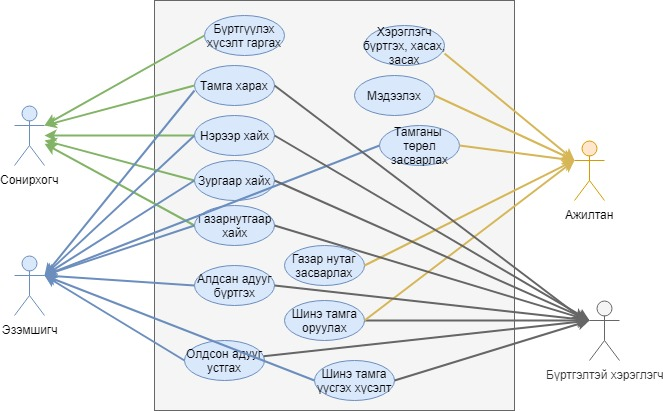 Бүртгүүлэх
хүсэлт гаргах
Хэрэглэгч
бүртгэх, хасах,
засах
Тамга харах
Мэдээлэх
Нэрээр хайх
Тамганы
төрөл
засварлах
Сонирхогч
Зургаар хайх
Ажилтан
Газарнутгаар
хайх
Газар нутаг
засварлах
Алдсан адууг
бүртгэх
Эзэмшигч
Шинэ тамга
оруулах
Олдсон адууг
устгах
Шинэ тамга
үүсгэх хүсэлт
Бүртгэлтэй хэрэглэгч